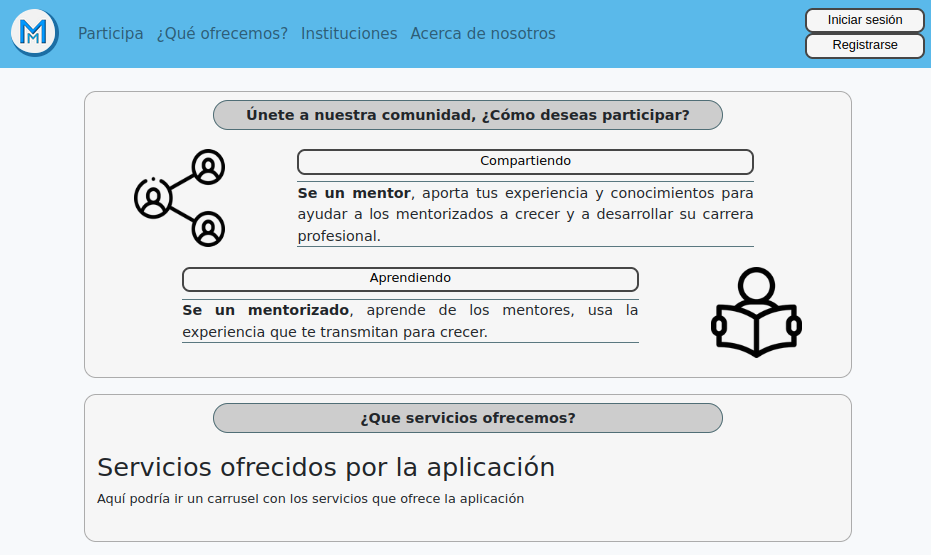 MM
Participa ¿Qué ofrecemos? Instituciones Acerca de nosotros
Iniciar sesión
Registrarse
Únete a nuestra comunidad, ¿Cómo deseas participar?
Compartiendo
Se un mentor, aporta tus experiencia y conocimientos para
ayudar a los mentorizados a crecer y a desarrollar su carrera
profesional.
Aprendiendo
Se un mentorizado, aprende de los mentores, usa la
experiencia que te transmitan para crecer.
¿Que servicios ofrecemos?
Servicios ofrecidos por la aplicación
Aquí podría ir un carrusel con los servicios que ofrece la aplicación